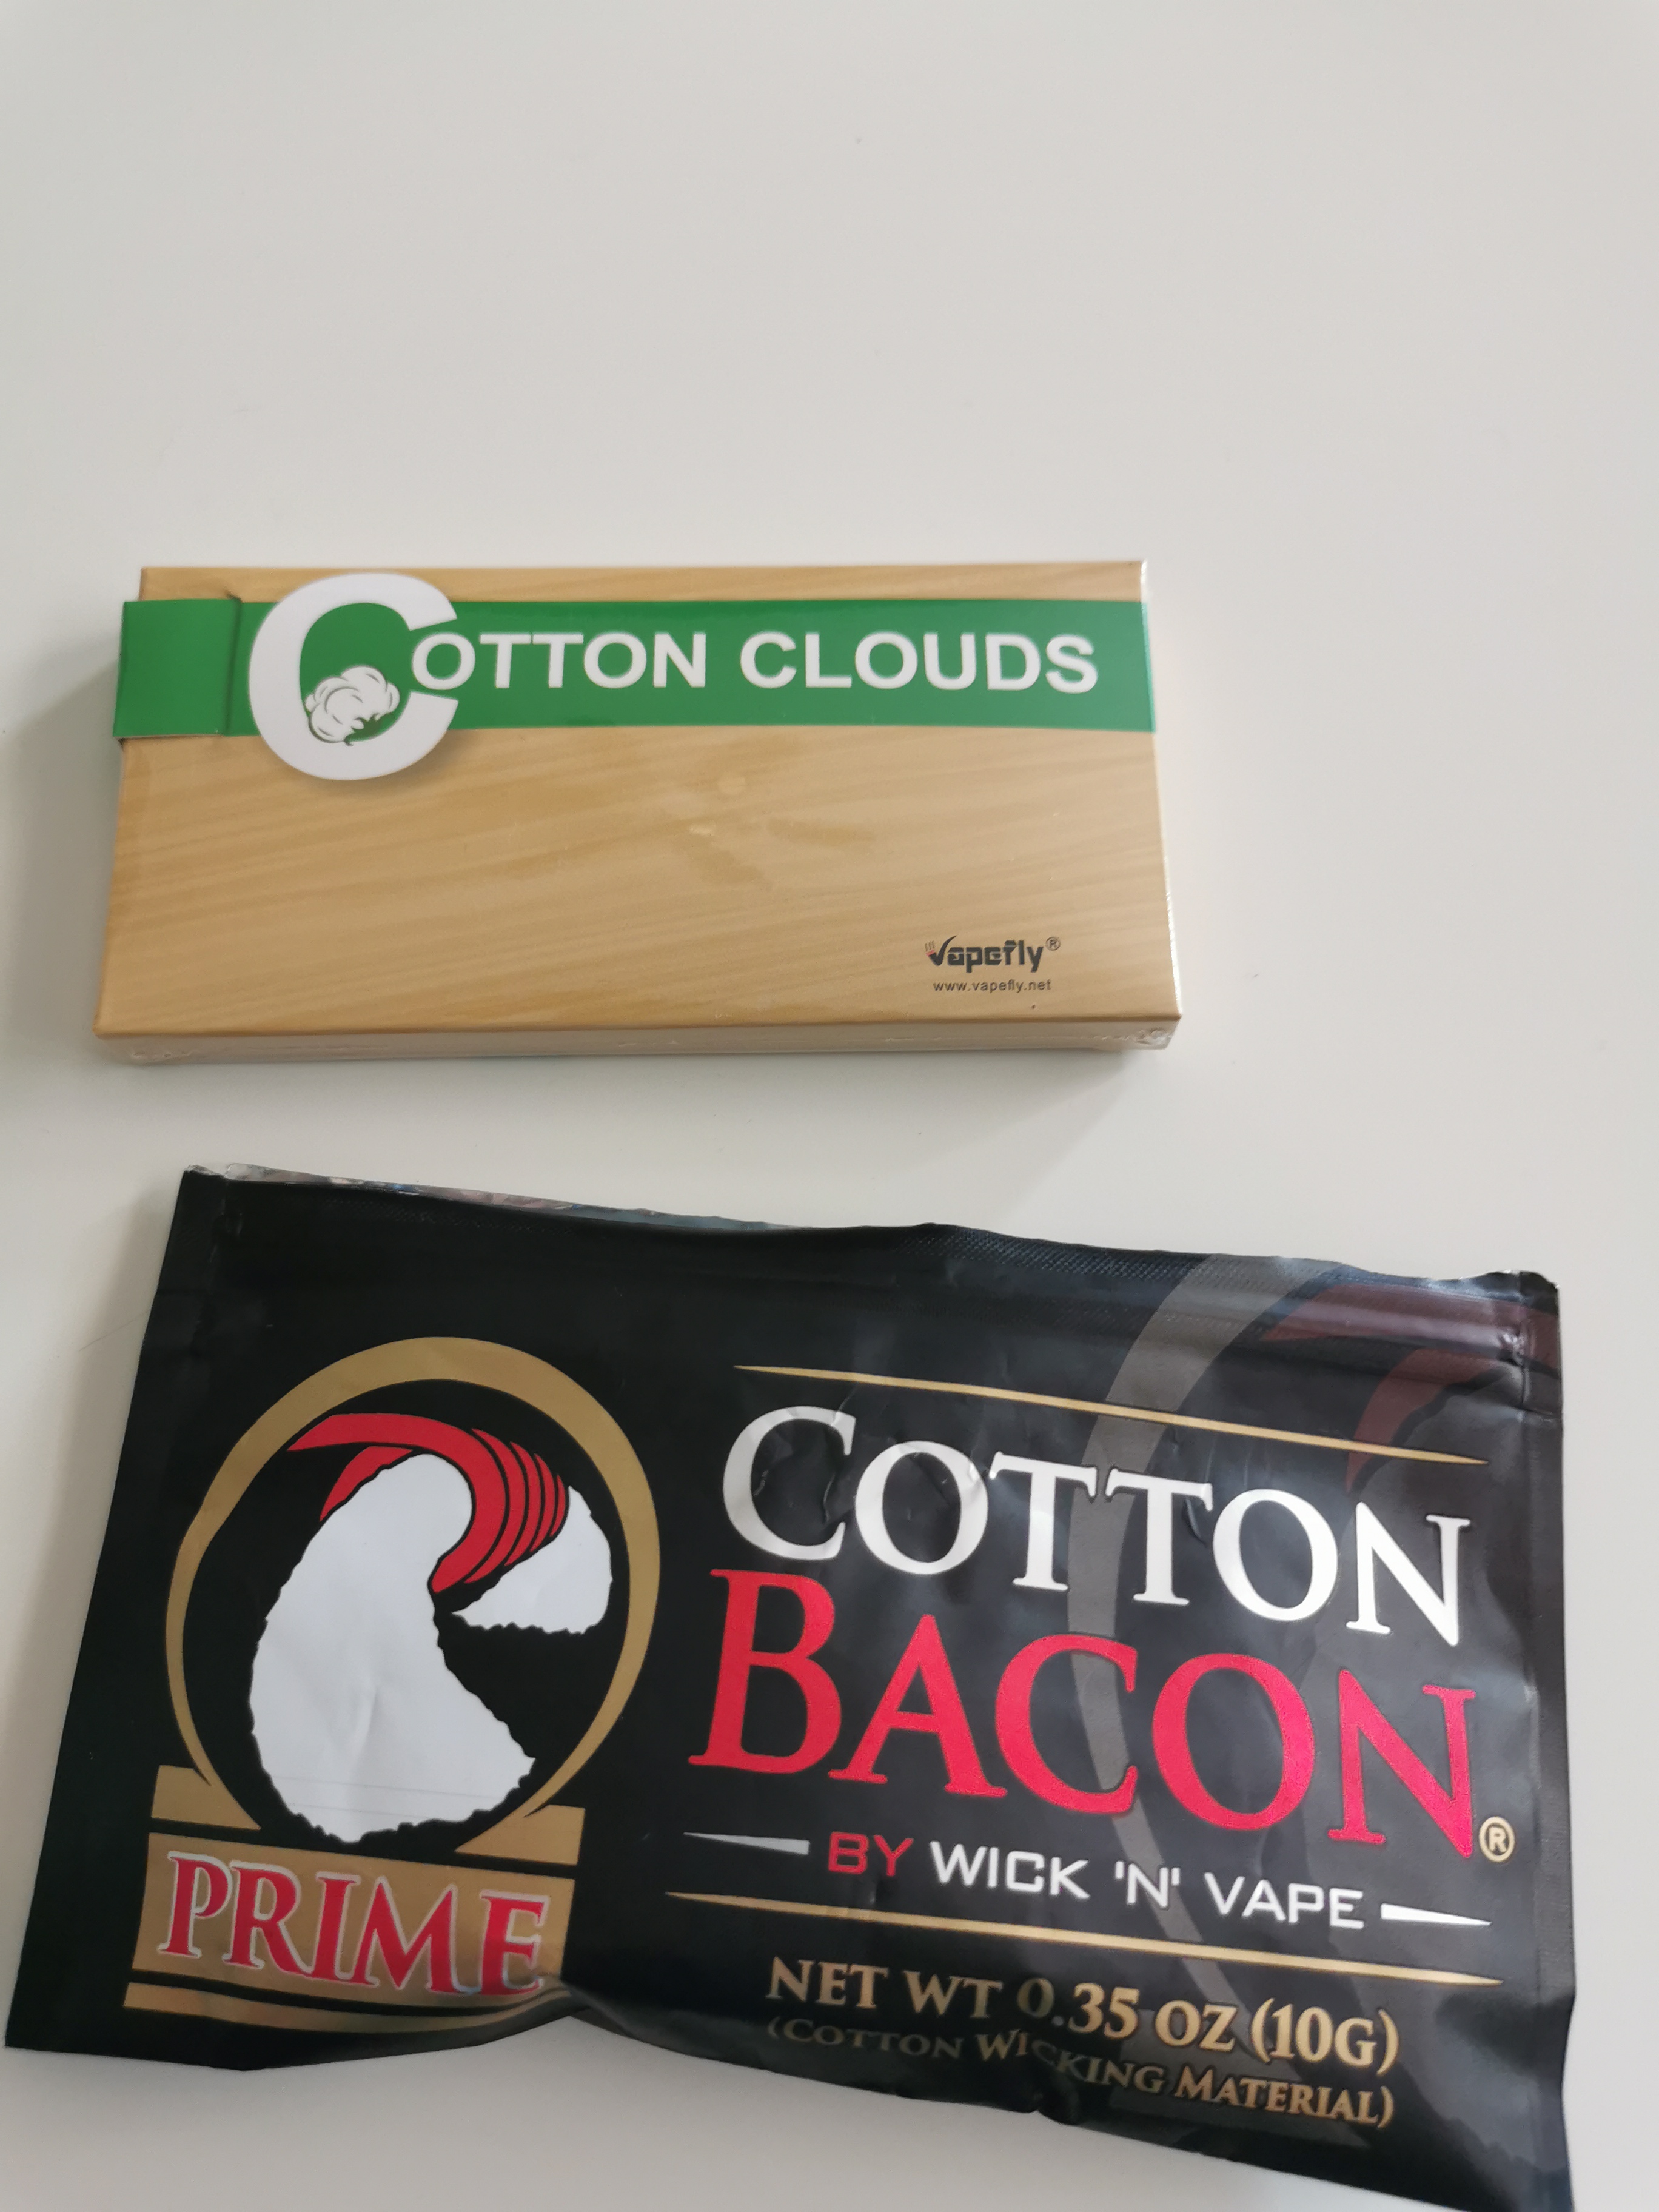 COTTON CLOUDS
Vapefly®
www.vapefly.net
COTTON
BACON®
BY WICK 'N' VAPE
PRIME
NET WT 0.35 OZ (10G)
(COTTON WICKING MATERIAL)